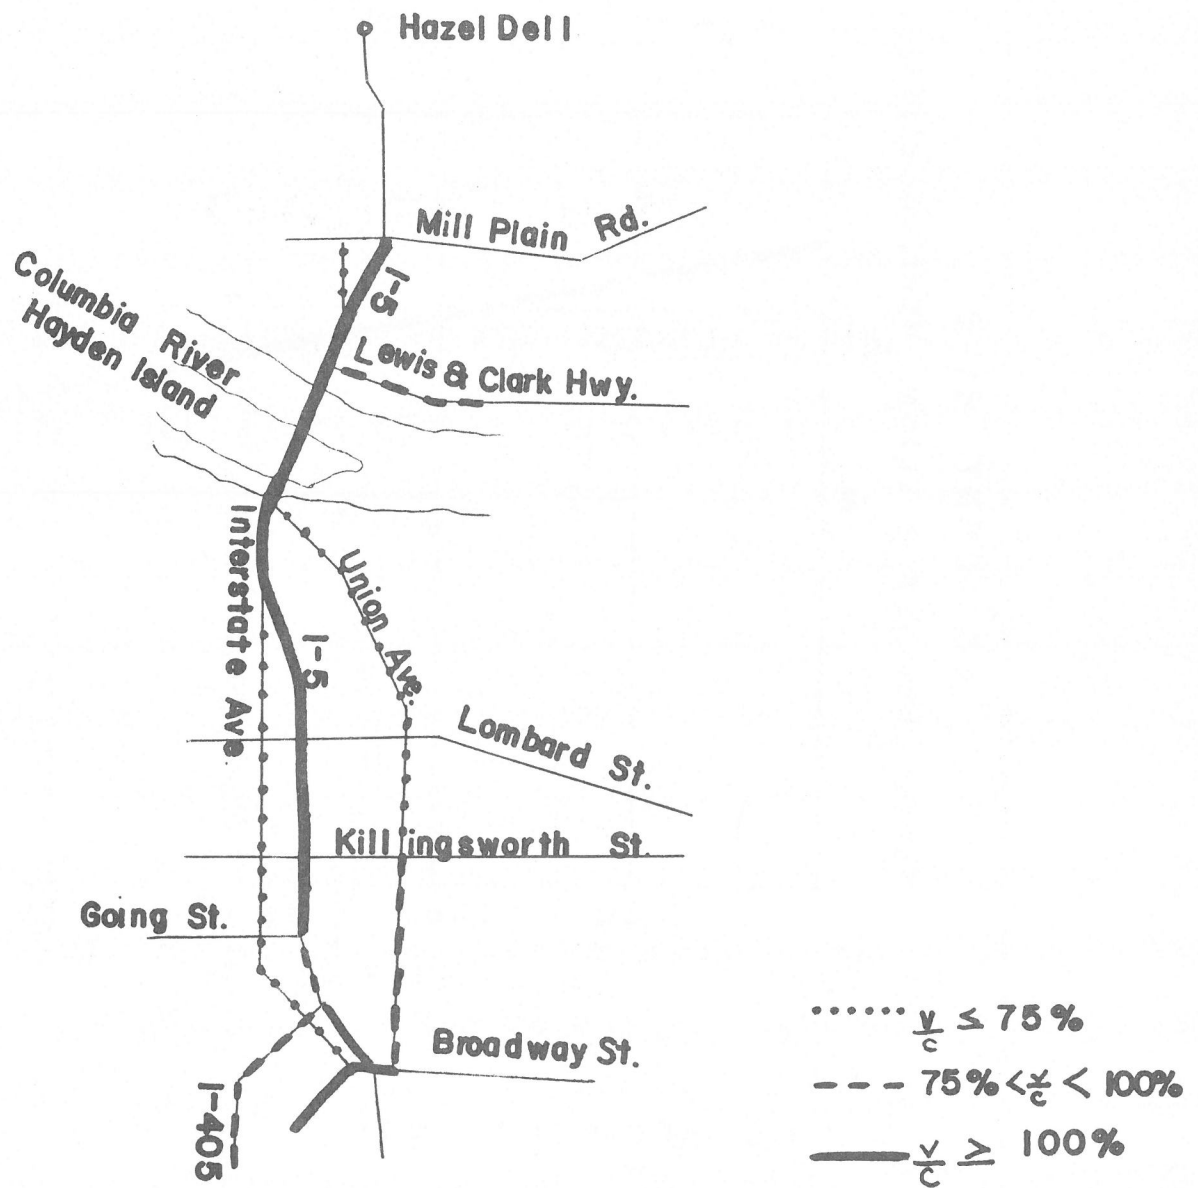 Hazel Dell
Mill Plain Rd.
I-5
Columbia River
Hayden Island
Lewis & Clark Hwy.
Interstate Ave.
Union Ave.
I-5
Lombard St.
Killingsworth St.
Going St.
Broadway St.
I-405
v/c ≤ 75%
75% < v/c < 100%
v/c ≥ 100%